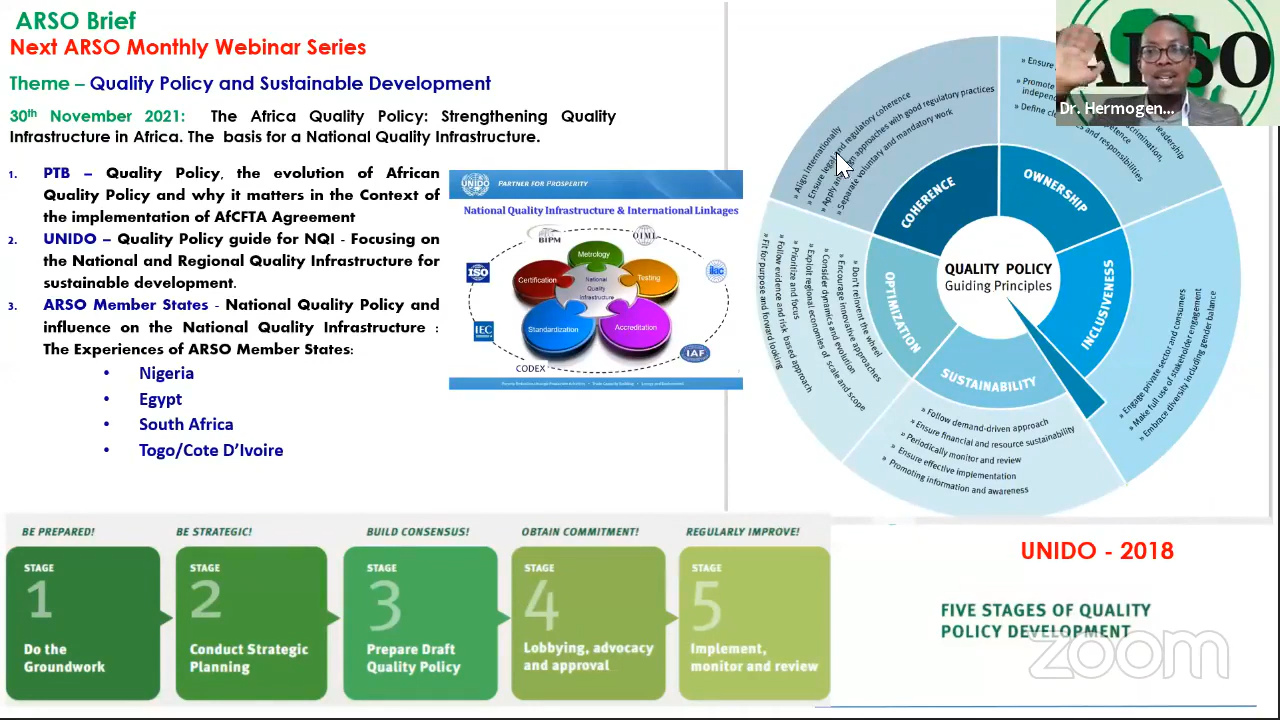 ARSO Brief
Next ARSO Monthly Webinar Series
Theme – Quality Policy and Sustainable Development
30th November 2021: The Africa Quality Policy: Strengthening Quality
Infrastructure in Africa. The basis for a National Quality Infrastructure.
1. PTB – Quality Policy, the evolution of African
Quality Policy and why it matters in the Context of
the implementation of AfCFTA Agreement
2. UNIDO – Quality Policy guide for NQI - Focusing on
the National and Regional Quality Infrastructure for
sustainable development.
3. ARSO Member States - National Quality Policy and
influence on the National Quality Infrastructure :
The Experiences of ARSO Member States:
• Nigeria
• Egypt
• South Africa
• Togo/Cote D'Ivoire
UNIDO
PARTNER FOR PROSPERITY
National Quality Infrastructure & International Linkages
BIPM
OIML
ISO
ilac
IEC
IAF
CODEX
Metrology
Certification
Testing
National
Quality
Infrastructure
Standardization
Accreditation
QUALITY POLICY
Guiding Principles
COHERENCE
» Align internationally
» Ensure legal and regulatory coherence
approaches with good regulatory practices
» Separate voluntary and mandatory work
OWNERSHIP
» Ensure
leadership
» Promote
» Define
and responsibilities
INCLUSIVENESS
» Engage private sector and consumers
» Make full use of stakeholder engagement
» Embrace diversity including gender balance
SUSTAINABILITY
» Follow demand-driven approach
» Ensure financial and resource sustainability
» Periodically monitor and review
» Ensure effective implementation
» Promoting information and awareness
OPTIMIZATION
» Don't reinvent the wheel
» Encourage innovative approaches
» Consider dynamics and evolution
» Exploit regional economies of scale and scope
» Prioritize and focus
» Follow evidence and risk based approach
» Fit for purpose and forward looking
ARSO
Dr. Hermogen...
BE PREPARED!
STAGE
1
Do the
Groundwork
BE STRATEGIC!
STAGE
2
Conduct Strategic
Planning
BUILD CONSENSUS!
STAGE
3
Prepare Draft
Quality Policy
OBTAIN COMMITMENT!
STAGE
4
Lobbying, advocacy
and approval
REGULARLY IMPROVE!
STAGE
5
Implement,
monitor and review
UNIDO - 2018
FIVE STAGES OF QUALITY
POLICY DEVELOPMENT
zoom